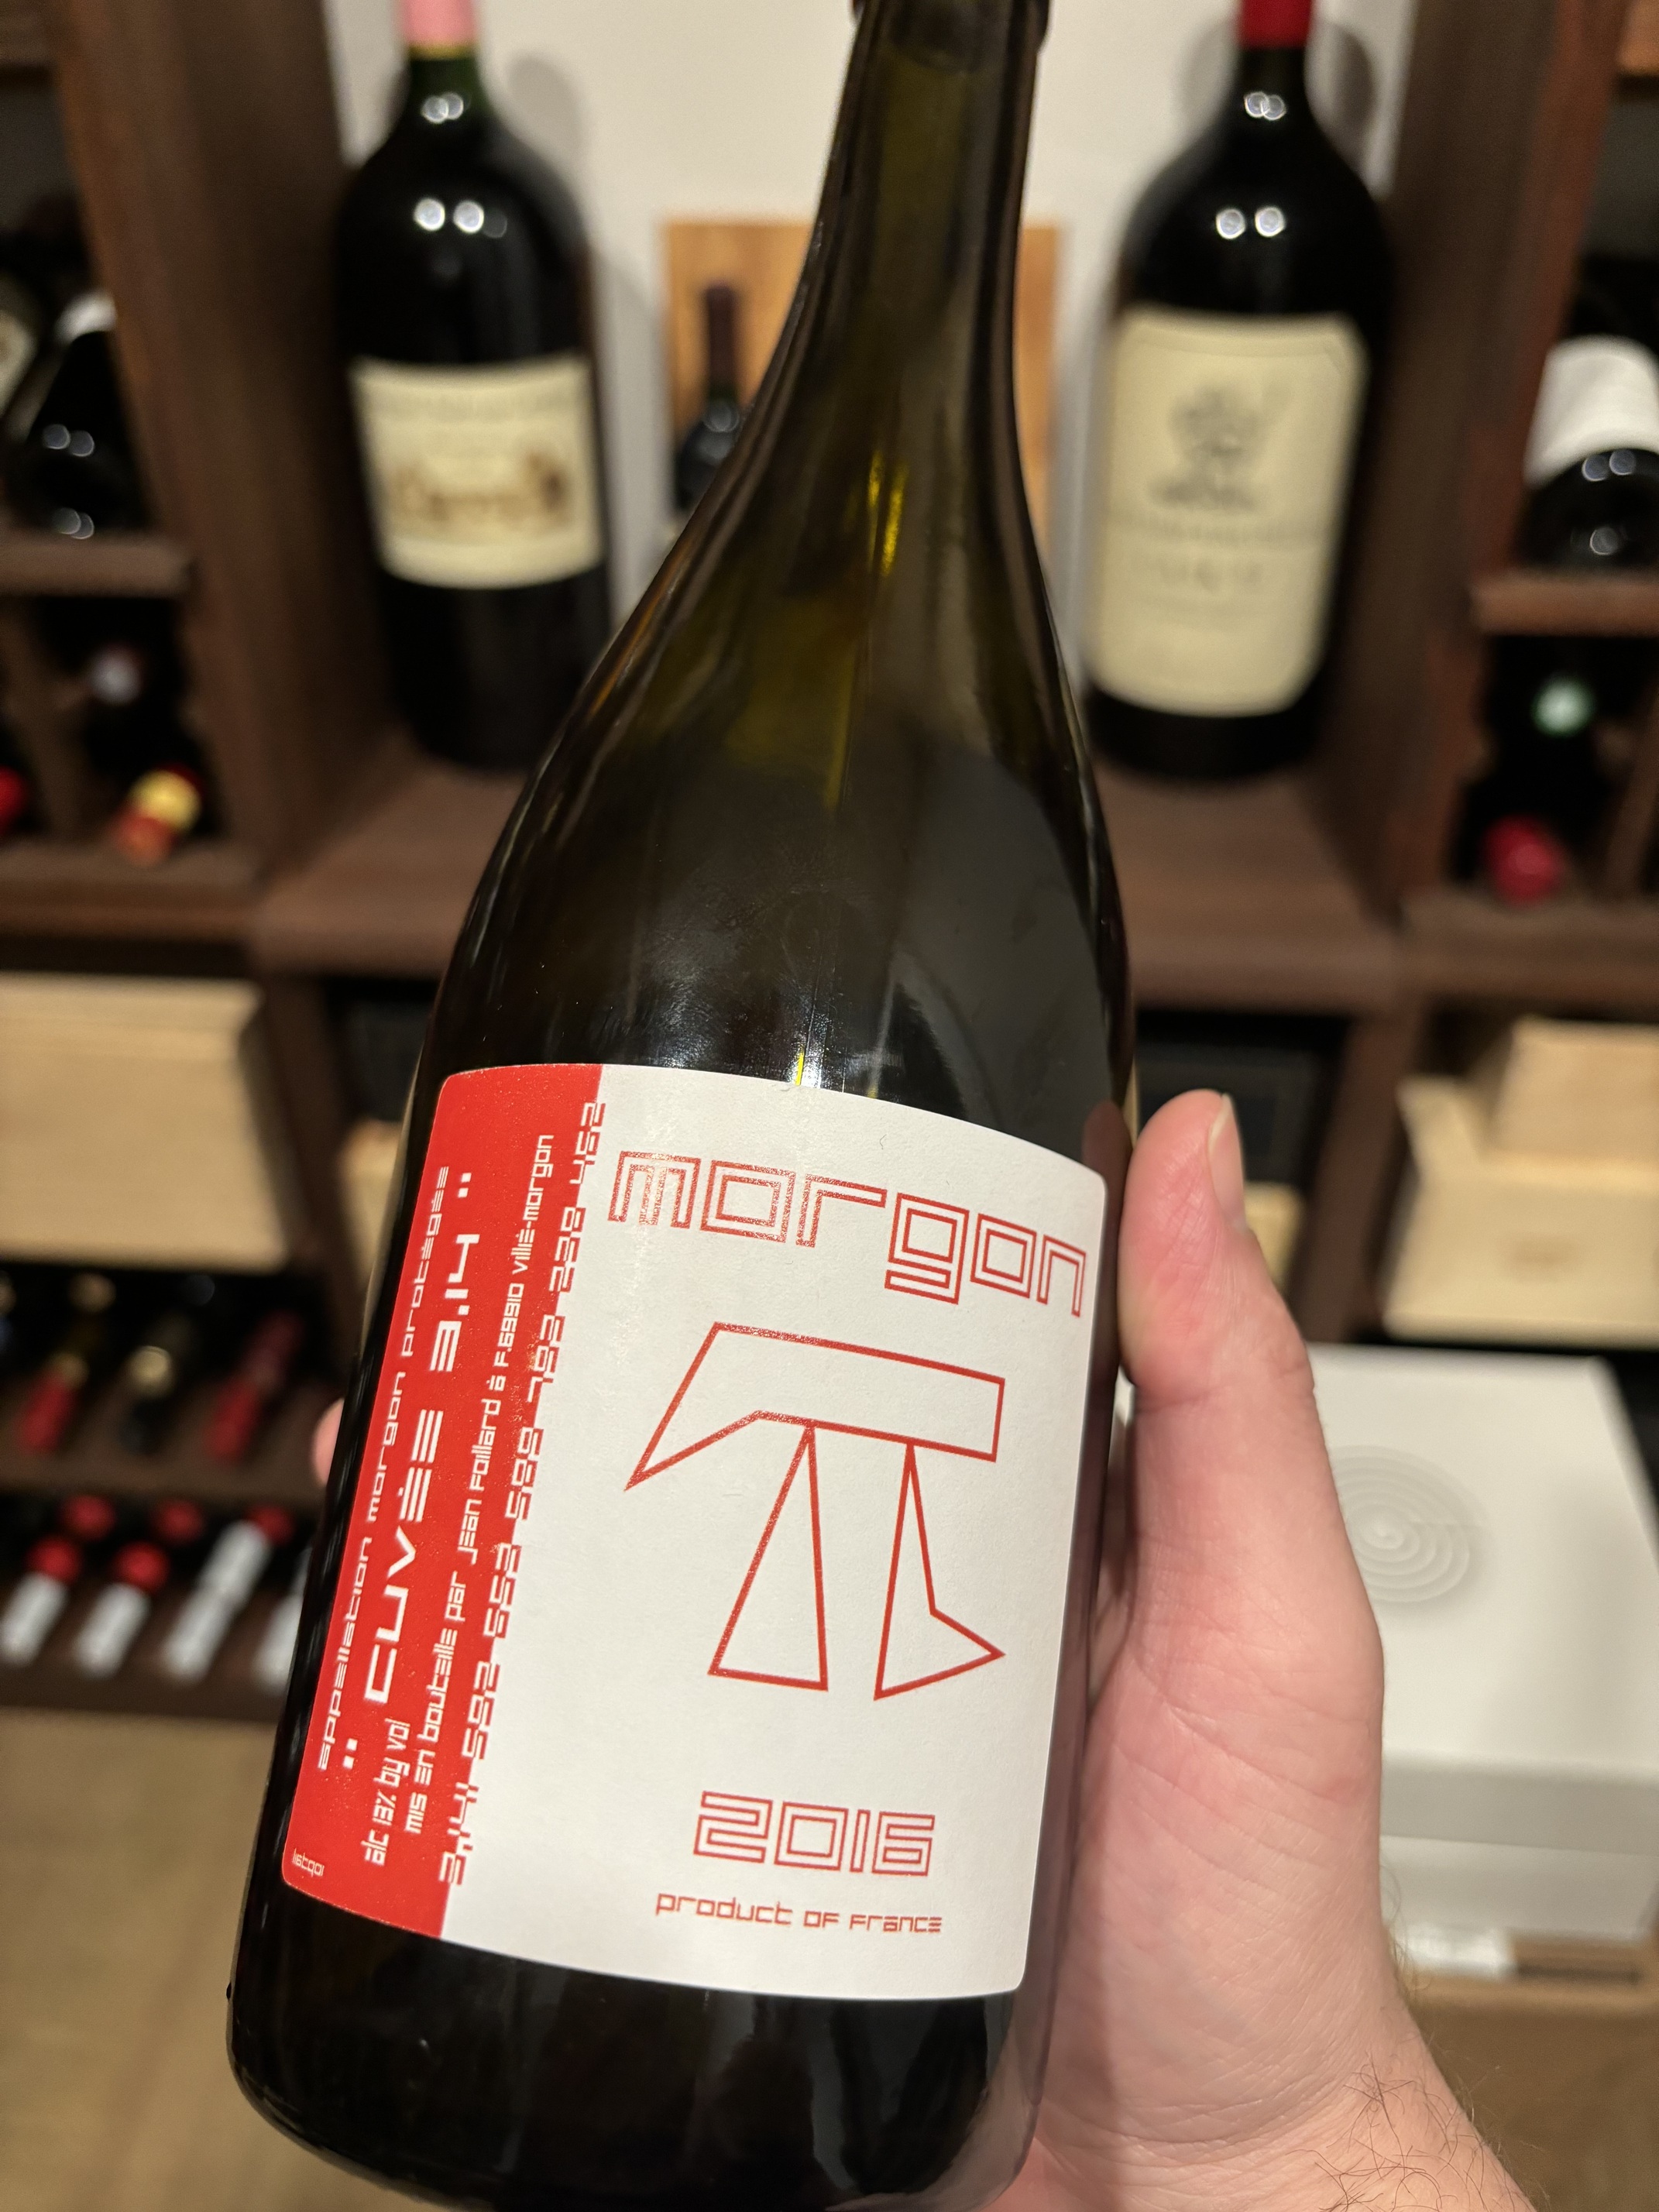 appellation morgon protégée
¨ CUVÉE 3.14 ¨
alc 13% by vol
mis en bouteille par Jean Foillard à F.69910 villié-morgon
3,141 592 653 589 793 238 462
morgon
π
2016
product of france